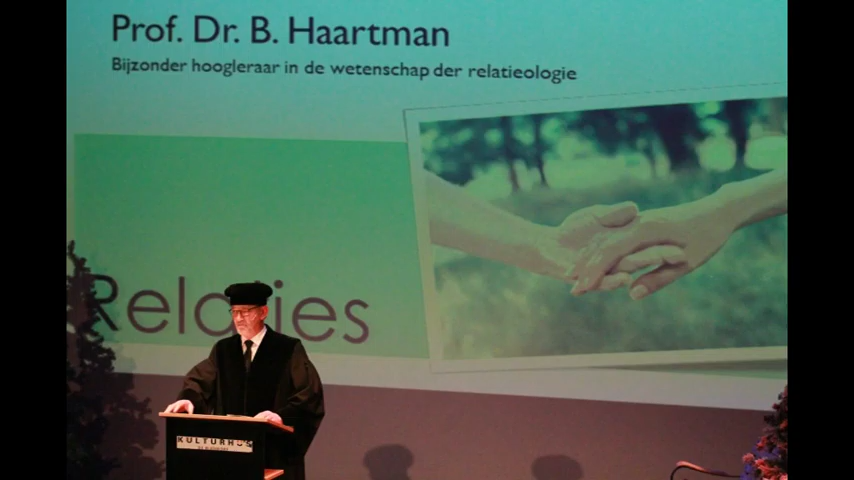 Prof. Dr. B. Haartman
Bijzonder hoogleraar in de wetenschap der relatieologie
Relaties
KULTURHUS